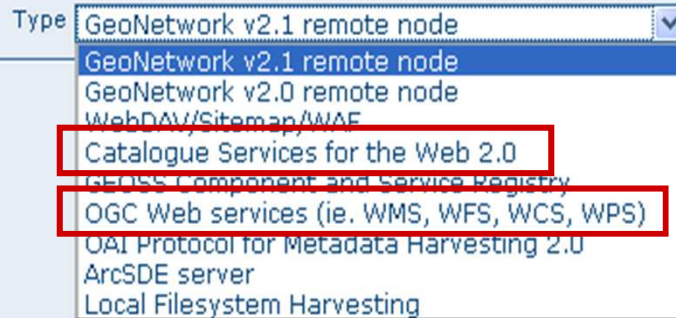 Type GeoNetwork v2.1 remote node
GeoNetwork v2.1 remote node
GeoNetwork v2.0 remote node
WebDAV/Sitemap/WAF
Catalogue Services for the Web 2.0
GEOSS Component and Service Registry
OGC Web services (ie. WMS, WFS, WCS, WPS)
OAI Protocol for Metadata Harvesting 2.0
ArcSDE server
Local Filesystem Harvesting